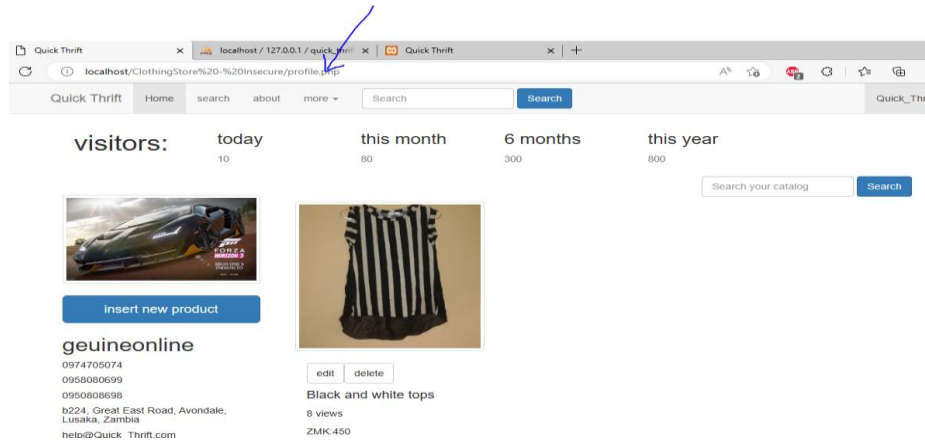 Quick Thrift
localhost / 127.0.0.1 / quick_thrift
Quick Thrift
localhost/ClothingStore%20-%20Insecure/profile.php
Quick Thrift Home search about more Search Search Quick_Thr
visitors: today this month 6 months this year
10 80 300 800
Search your catalog Search
FORZA
HORIZON 3
insert new product
geuineonline
0974705074
0958080699
0950808698
b224, Great East Road, Avondale,
Lusaka, Zambia
help@Quick_Thrift.com
edit delete
Black and white tops
8 views
ZMK:450